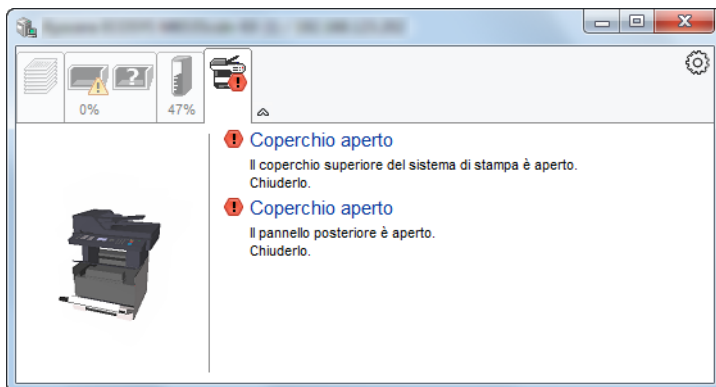 0%
47%
Coperchio aperto
Il coperchio superiore del sistema di stampa è aperto.
Chiuderlo.
Coperchio aperto
Il pannello posteriore è aperto.
Chiuderlo.